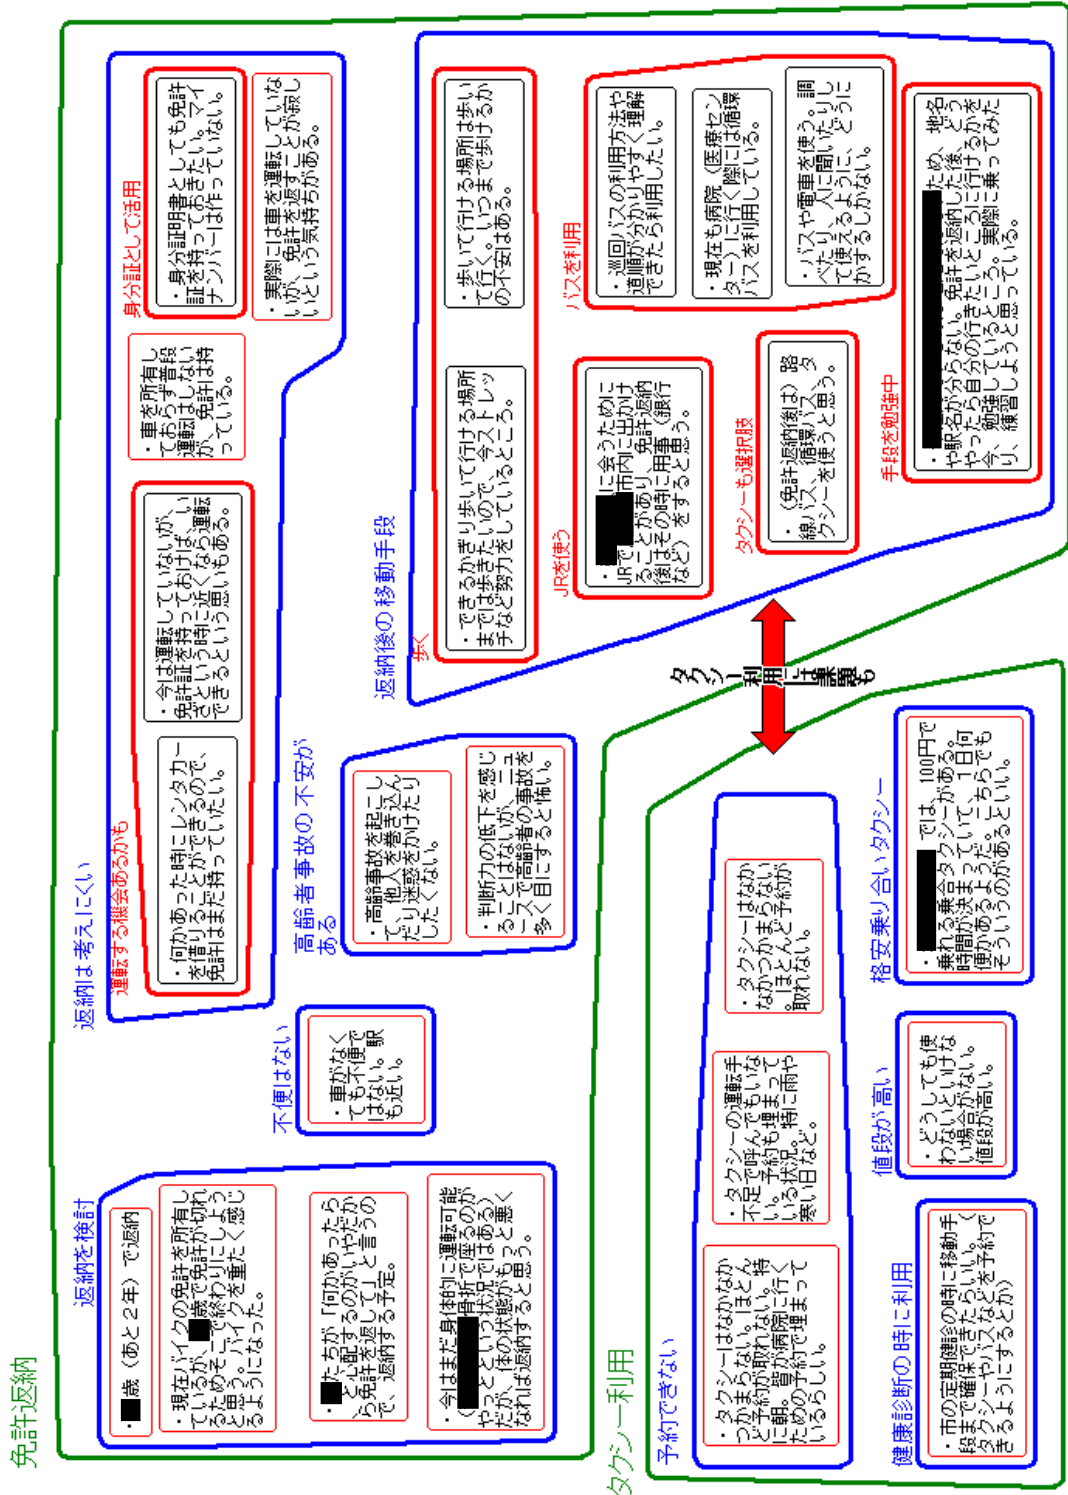 免許返納
返納を検討
・■歳（あと２年）で返納
・現在バイクの免許を所有し
ているが、■歳で免許が切れ
るためそこで終わりにしよう
と思う。バイクを重たく感じ
るようになった。
・■たちが「何かあったら
と心配するのがいやだか
ら免許を返して」と言うの
で、返納する予定。
・今はまだ身体的に運転可能
（■骨折で座るのが
やっとという状況ではある）
だが、体の状態がもっと悪く
なれば返納すると思う。
不便はない
・車がなく
ても不便で
はない。駅
も近い。
返納は考えにくい
運転する機会あるかも
・何かあった時にレンタカー
を借りることができるので、
免許はまだ持っていたい。
・今は運転していないが、
免許証を持っておけば、い
ざという時に近くなら運転
できるという思いもある。
・車を所有し
ておらず普段
運転はしない
が、免許は持
っている。
身分証として活用
・身分証明書としても免許
証を持っておきたい。マイ
ナンバーは作っていない。
・実際には車を運転していな
いが、免許を返すことが寂し
いという気持ちがある。
高齢者事故の不安が
ある
・高齢事故を起こし
て、他人を巻き込ん
だり迷惑をかけたり
したくない。
・判断力の低下を感じ
ることはないが、ニュ
ースで高齢者の事故を
多く目にすると怖い。
返納後の移動手段
歩く
・できるかぎり歩いて行ける場所
までは歩きたいので、今ストレッ
チなど努力をしているところ。
・歩いて行ける場所は歩い
て行く。いつまで歩けるか
の不安はある。
JRを使う
・■に会うために
JRで■市内に出かけ
ることがあり、免許返納
後はその時に用事（銀行
など）をすると思う。
バスを利用
・巡回バスの利用方法や
道順が分かりやすく理解
できたら利用したい。
・現在も病院（医療セン
ター）に行く際には循環
バスを利用している。
・バスや電車を使う。調
べたり、人に聞いたりし
て使えるように、どうに
かするしかない。
タクシーも選択肢
・（免許返納後は）路
線バス、循環バス、タ
クシーを使うと思う。
手段を勉強中
・■ため、地名
や駅名が分らない。免許を返納した後、どう
やったら自分の行きたいところに行けるかを
今、勉強しているところ。実際に乗ってみた
り、練習しようと思っている。
タクシー利用には課題も
タクシー利用
予約できない
・タクシーはなかなか
つかまらない。ほとん
ど予約が取れない。特
に朝。皆が病院に行く
ための予約で埋まって
いるらしい。
・タクシーの運転手
不足で呼んでもいな
い。予約も埋まって
いる状況。特に雨や
寒い日など。
・タクシーはなか
なかつかまらない
。ほとんど予約が
取れない。
健康診断の時に利用
・市の定期健診の時に移動手
段まで確保できたらいい。（
タクシーやバスなどを予約で
きるようにするとか）
値段が高い
・どうしても使
わないといけな
い場合がない。
値段が高い。
格安乗り合いタクシー
・■では、100円で
乗れる乗合タクシーがある。
時間が決まっていて、1日何
便かあるようだ。こちらでも
そういうのがあるといい。